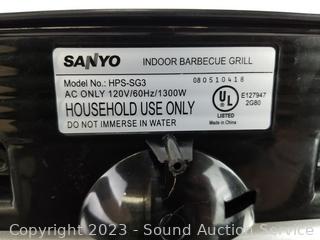 SANYO INDOOR BARBECUE GRILL
Model No.: HPS-SG3 080510418
AC ONLY 120V/60Hz/1300W
HOUSEHOLD USE ONLY
DO NOT IMMERSE IN WATER
UL
LISTED
Made in China
E127947
2G80
Copyright 2023 - Sound Auction Service